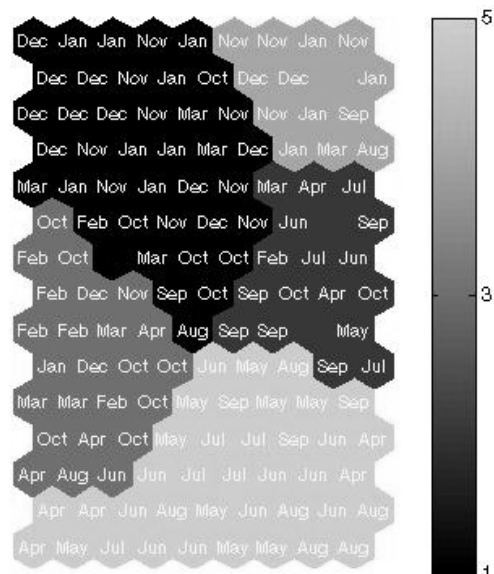 Dec Jan Jan Nov Jan Nov Nov Jan Nov
Dec Dec Nov Jan Oct Dec Dec Jan
Dec Dec Dec Nov Mar Nov Nov Jan Sep
Dec Nov Jan Jan Mar Dec Jan Mar Aug
Mar Jan Nov Jan Dec Nov Mar Apr Jul
Oct Feb Oct Nov Dec Nov Jun Sep
Feb Oct Mar Oct Oct Feb Jul Jun
Feb Dec Nov Sep Oct Sep Oct Apr Oct
Feb Feb Mar Apr Aug Sep Sep May
Jan Dec Oct Oct Jun May Aug Sep Jul
Mar Mar Feb Oct May Sep May May Sep
Oct Apr Oct May Jul Jul Sep Jun Apr
Apr Aug Jun Jun Jul Jul Jun Jun Apr
Apr Apr Jun Aug May Jun Aug Jun Aug
Apr May Jul Jun Jun May May Aug Aug
5
3
1